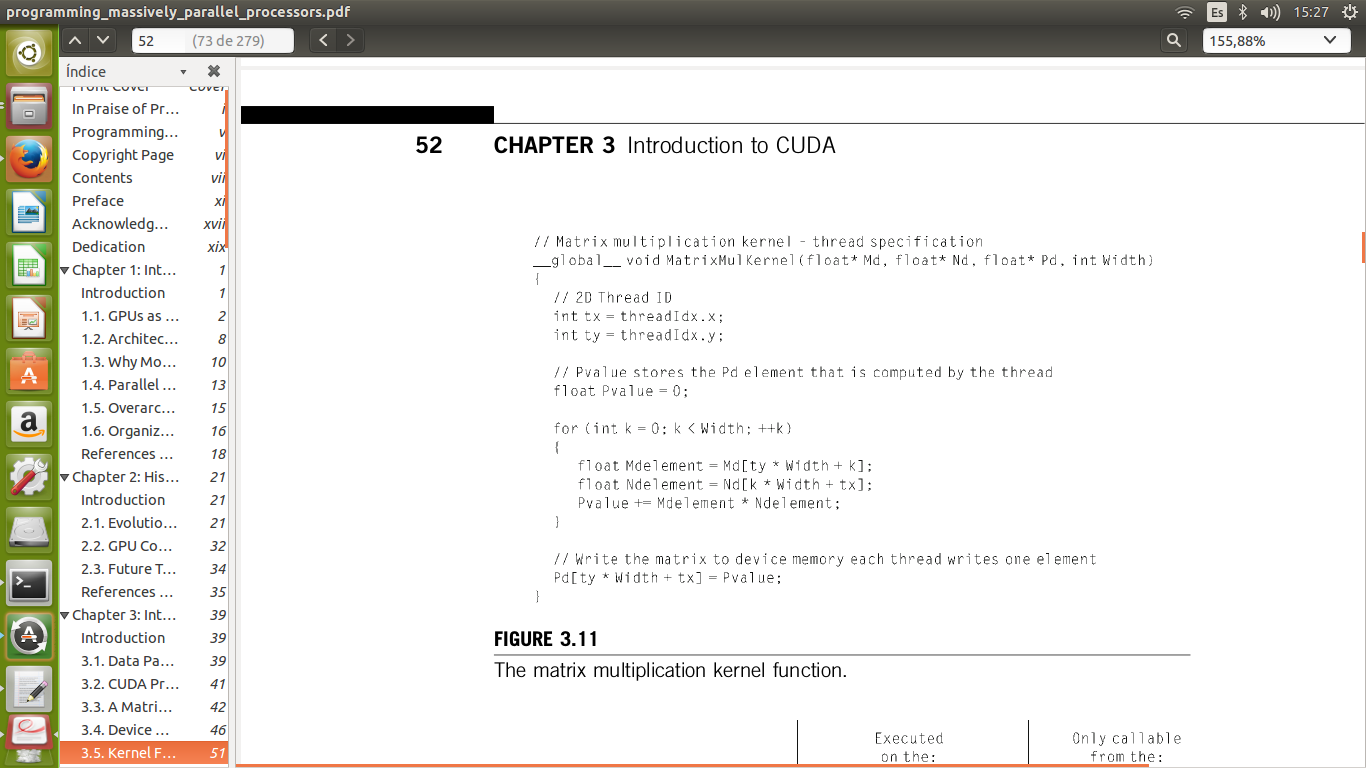 programming_massively_parallel_processors.pdf
Es
15:27
52 (73 de 279)
155,88%
Índice
Front Cover Cover
In Praise of Pr... i
Programming... v
Copyright Page vi
Contents vii
Preface xi
Acknowledg... xvii
Dedication xix
Chapter 1: Int... 1
Introduction 1
1.1. GPUs as ... 2
1.2. Architec... 8
1.3. Why Mo... 10
1.4. Parallel ... 13
1.5. Overarc... 15
1.6. Organiz... 16
References ... 18
Chapter 2: His... 21
Introduction 21
2.1. Evolutio... 21
2.2. GPU Co... 32
2.3. Future T... 34
References ... 35
Chapter 3: Int... 39
Introduction 39
3.1. Data Pa... 39
3.2. CUDA Pr... 41
3.3. A Matri... 42
3.4. Device ... 46
3.5. Kernel F... 51
52 CHAPTER 3 Introduction to CUDA
// Matrix multiplication kernel – thread specification
__global__ void MatrixMulKernel(float* Md, float* Nd, float* Pd, int Width)
{
// 2D Thread ID
int tx = threadIdx.x;
int ty = threadIdx.y;
// Pvalue stores the Pd element that is computed by the thread
float Pvalue = 0;
for (int k = 0; k < Width; ++k)
{
float Mdelement = Md[ty * Width + k];
float Ndelement = Nd[k * Width + tx];
Pvalue += Mdelement * Ndelement;
}
// Write the matrix to device memory each thread writes one element
Pd[ty * Width + tx] = Pvalue;
}
FIGURE 3.11
The matrix multiplication kernel function.
Executed
on the:
Only callable
from the: